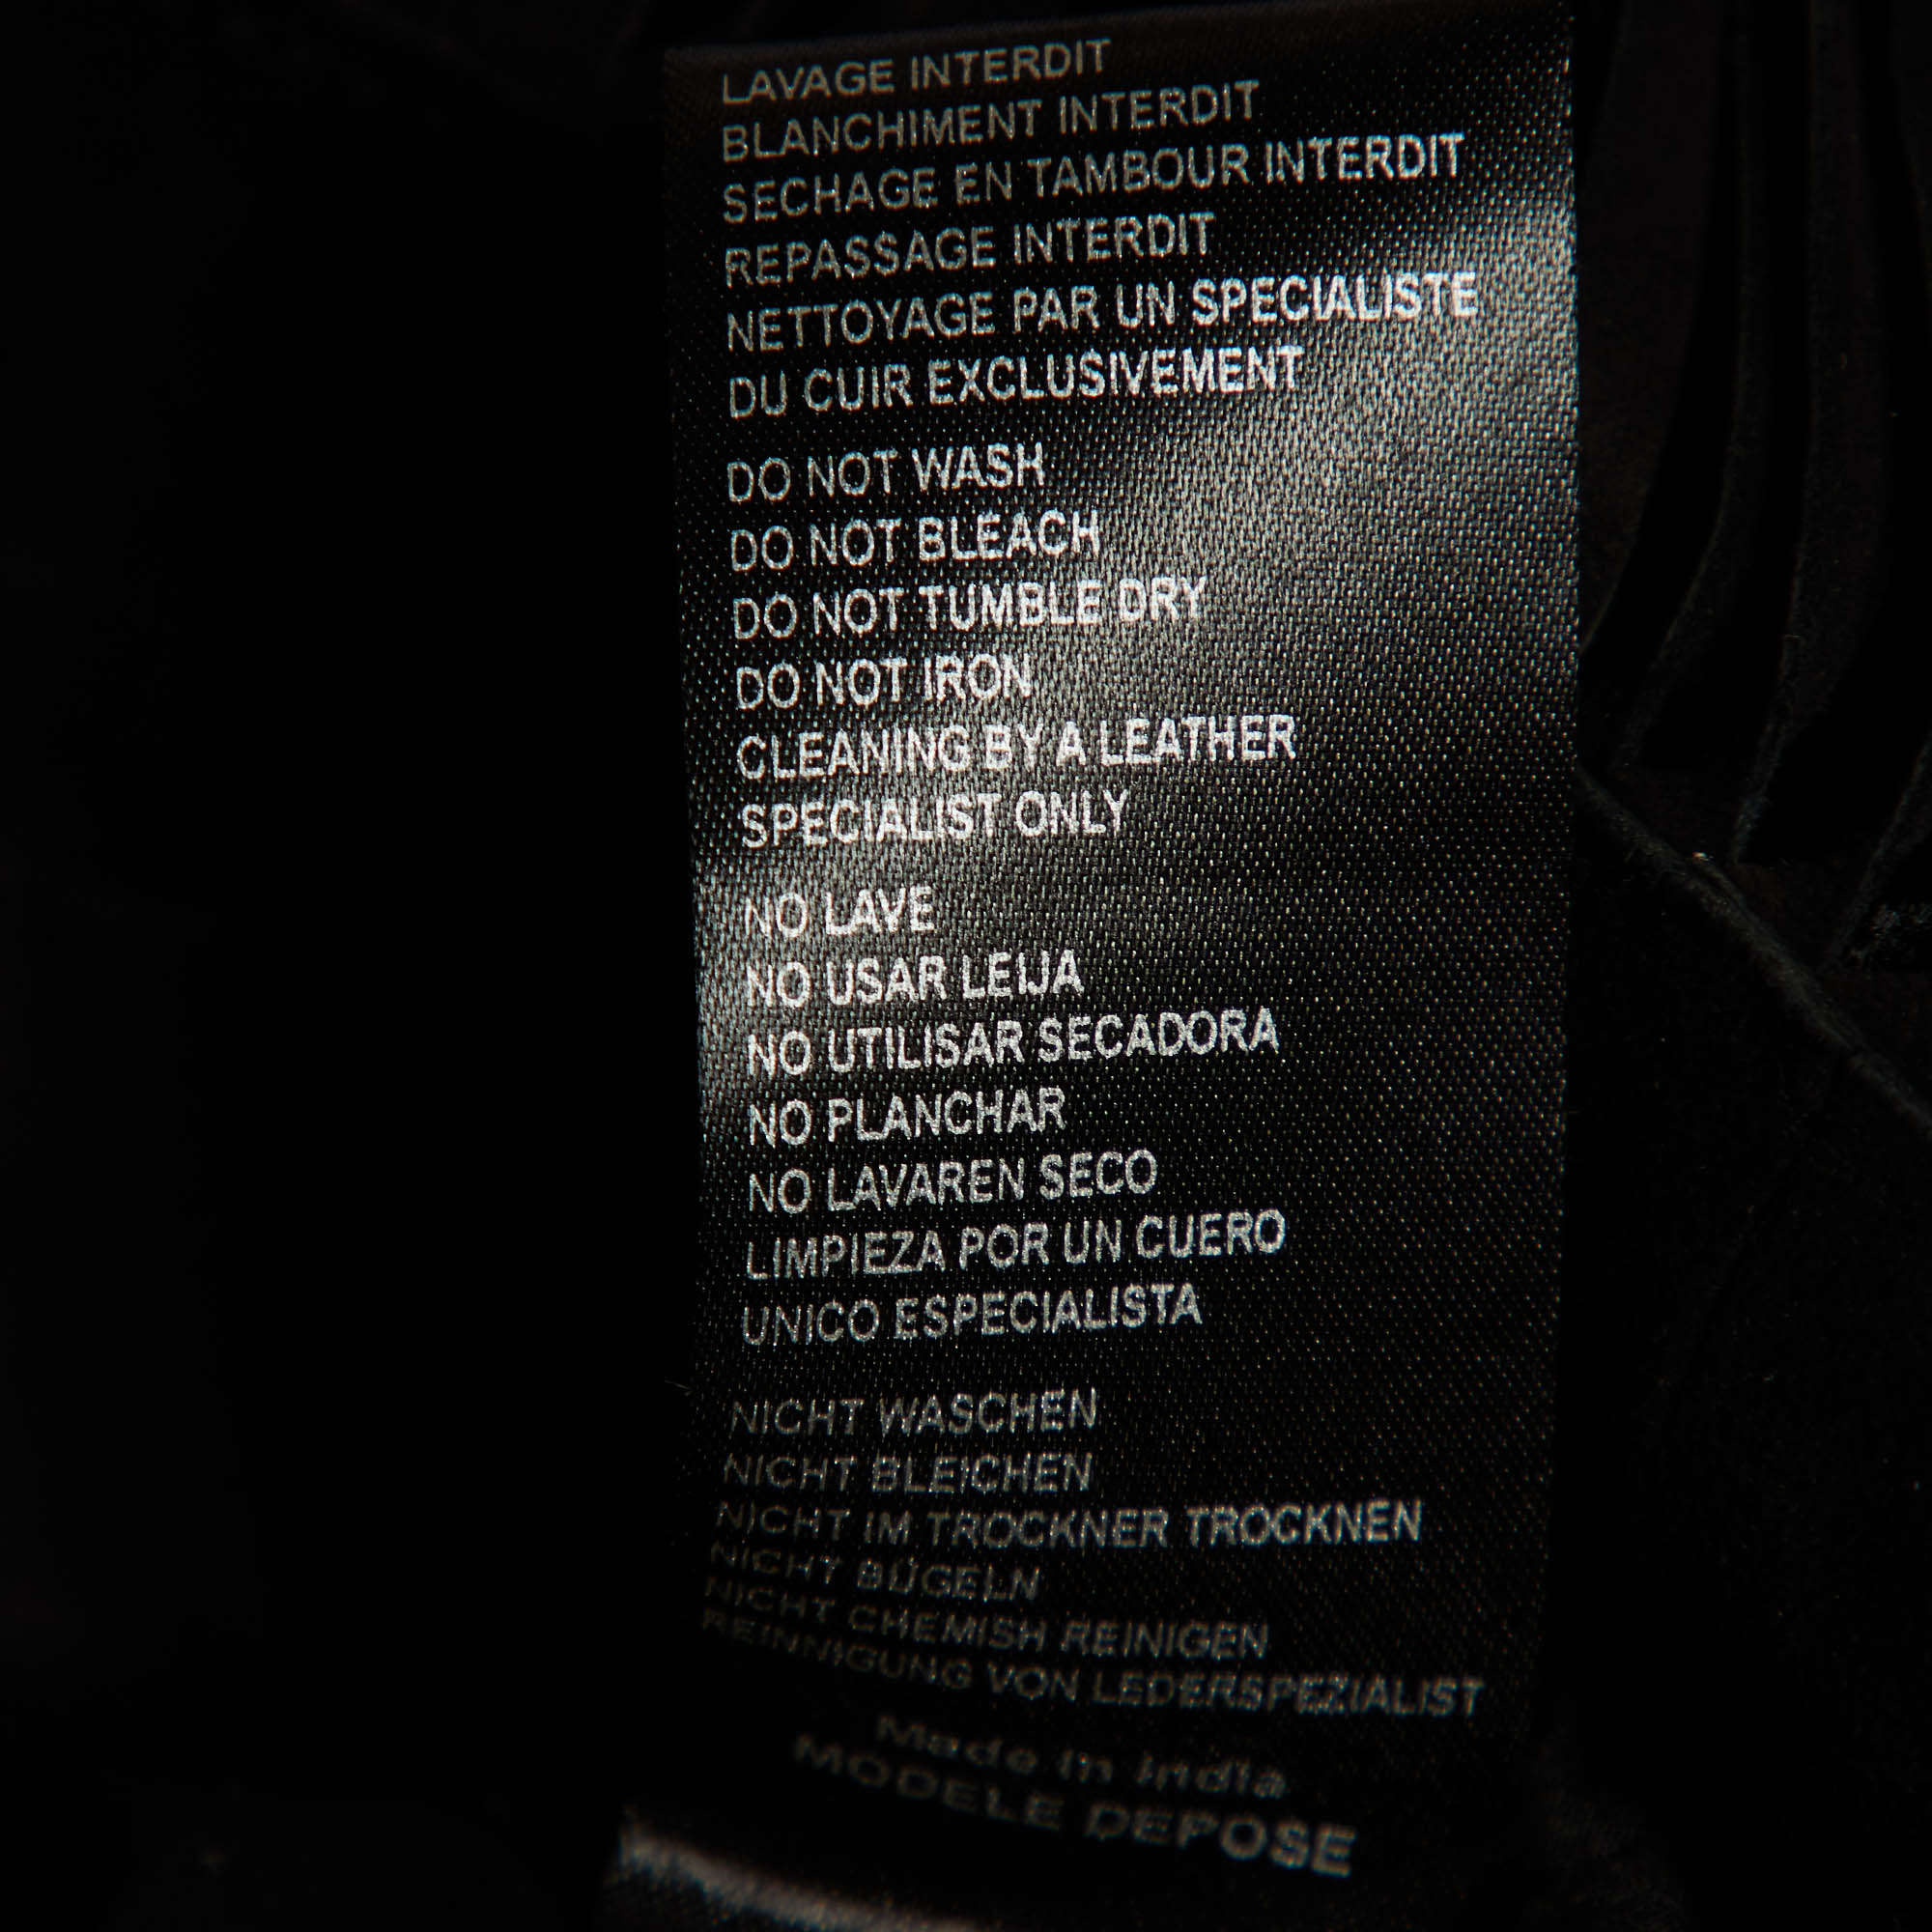 LAVAGE INTERDIT
BLANCHIMENT INTERDIT
SECHAGE EN TAMBOUR INTERDIT
REPASSAGE INTERDIT
NETTOYAGE PAR UN SPECIALISTE
DU CUIR EXCLUSIVEMENT
DO NOT WASH
DO NOT BLEACH
DO NOT TUMBLE DRY
DO NOT IRON
CLEANING BY A LEATHER
SPECIALIST ONLY
NO LAVE
NO USAR LEIJA
NO UTILISAR SECADORA
NO PLANCHAR
NO LAVAREN SECO
LIMPIEZA POR UN CUERO
UNICO ESPECIALISTA
NICHT WASCHEN
NICHT BLEICHEN
NICHT IM TROCKNER TROCKNEN
NICHT BÜGELN
NICHT CHEMISH REINIGEN
REINNIGUNG VON LEDERSPEZIALIST
Made in India
MODELE DEPOSE